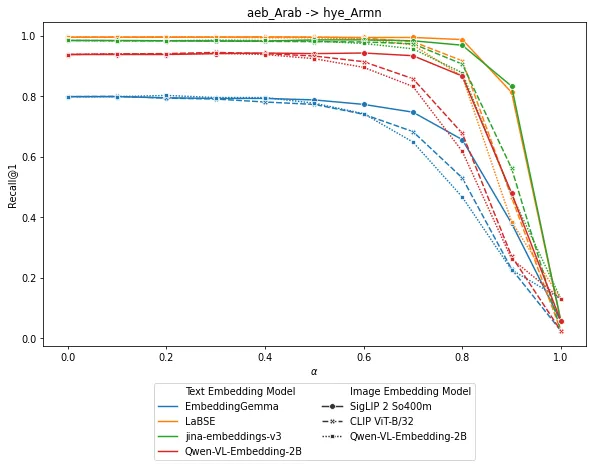 aeb_Arab -> hye_Armn
Recall@1
1.0
0.8
0.6
0.4
0.2
0.0
0.0 0.2 0.4 0.6 0.8 1.0
α
Text Embedding Model Image Embedding Model
EmbeddingGemma SigLIP 2 So400m
LaBSE CLIP ViT-B/32
jina-embeddings-v3 Qwen-VL-Embedding-2B
Qwen-VL-Embedding-2B